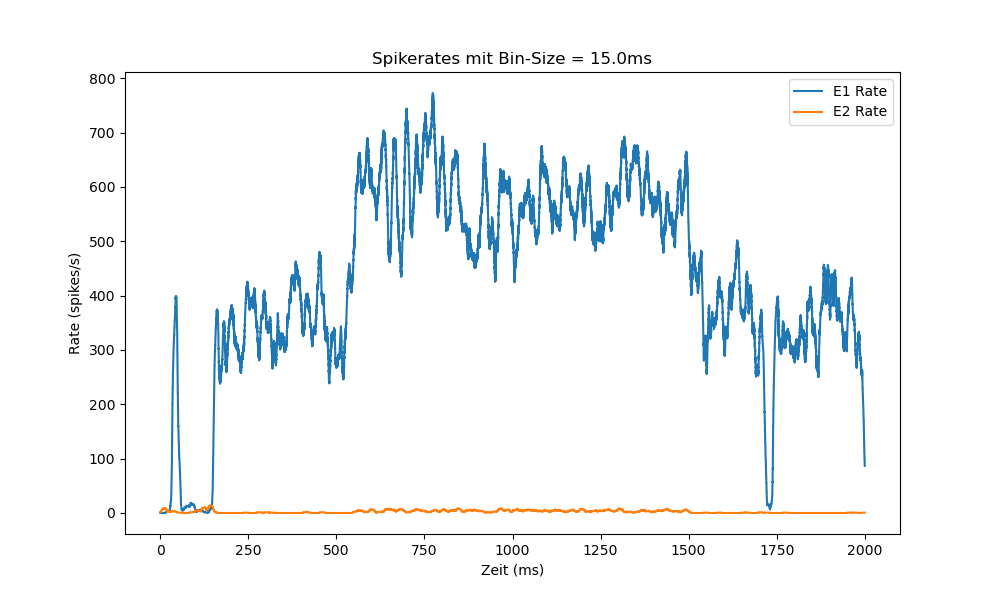 Spikerates mit Bin-Size = 15.0ms
E1 Rate
E2 Rate
800
700
600
500
400
300
200
100
0
Rate (spikes/s)
0 250 500 750 1000 1250 1500 1750 2000
Zeit (ms)